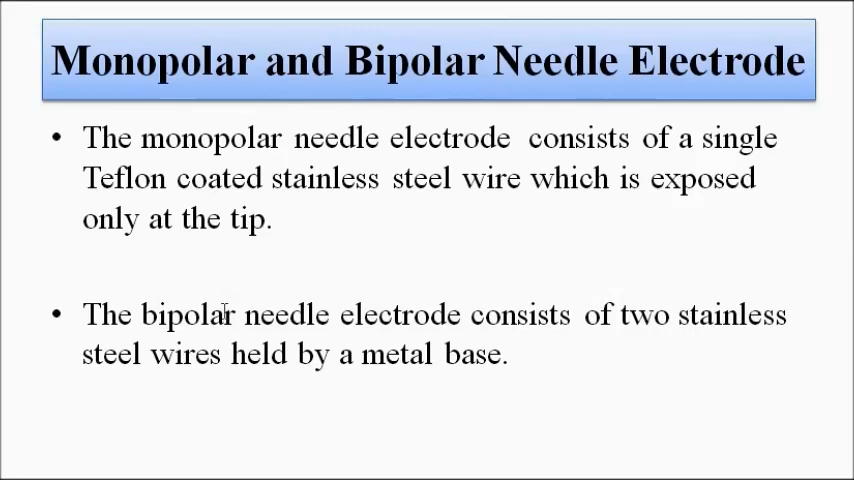 Monopolar and Bipolar Needle Electrode
• The monopolar needle electrode consists of a single
Teflon coated stainless steel wire which is exposed
only at the tip.
• The bipolar needle electrode consists of two stainless
steel wires held by a metal base.